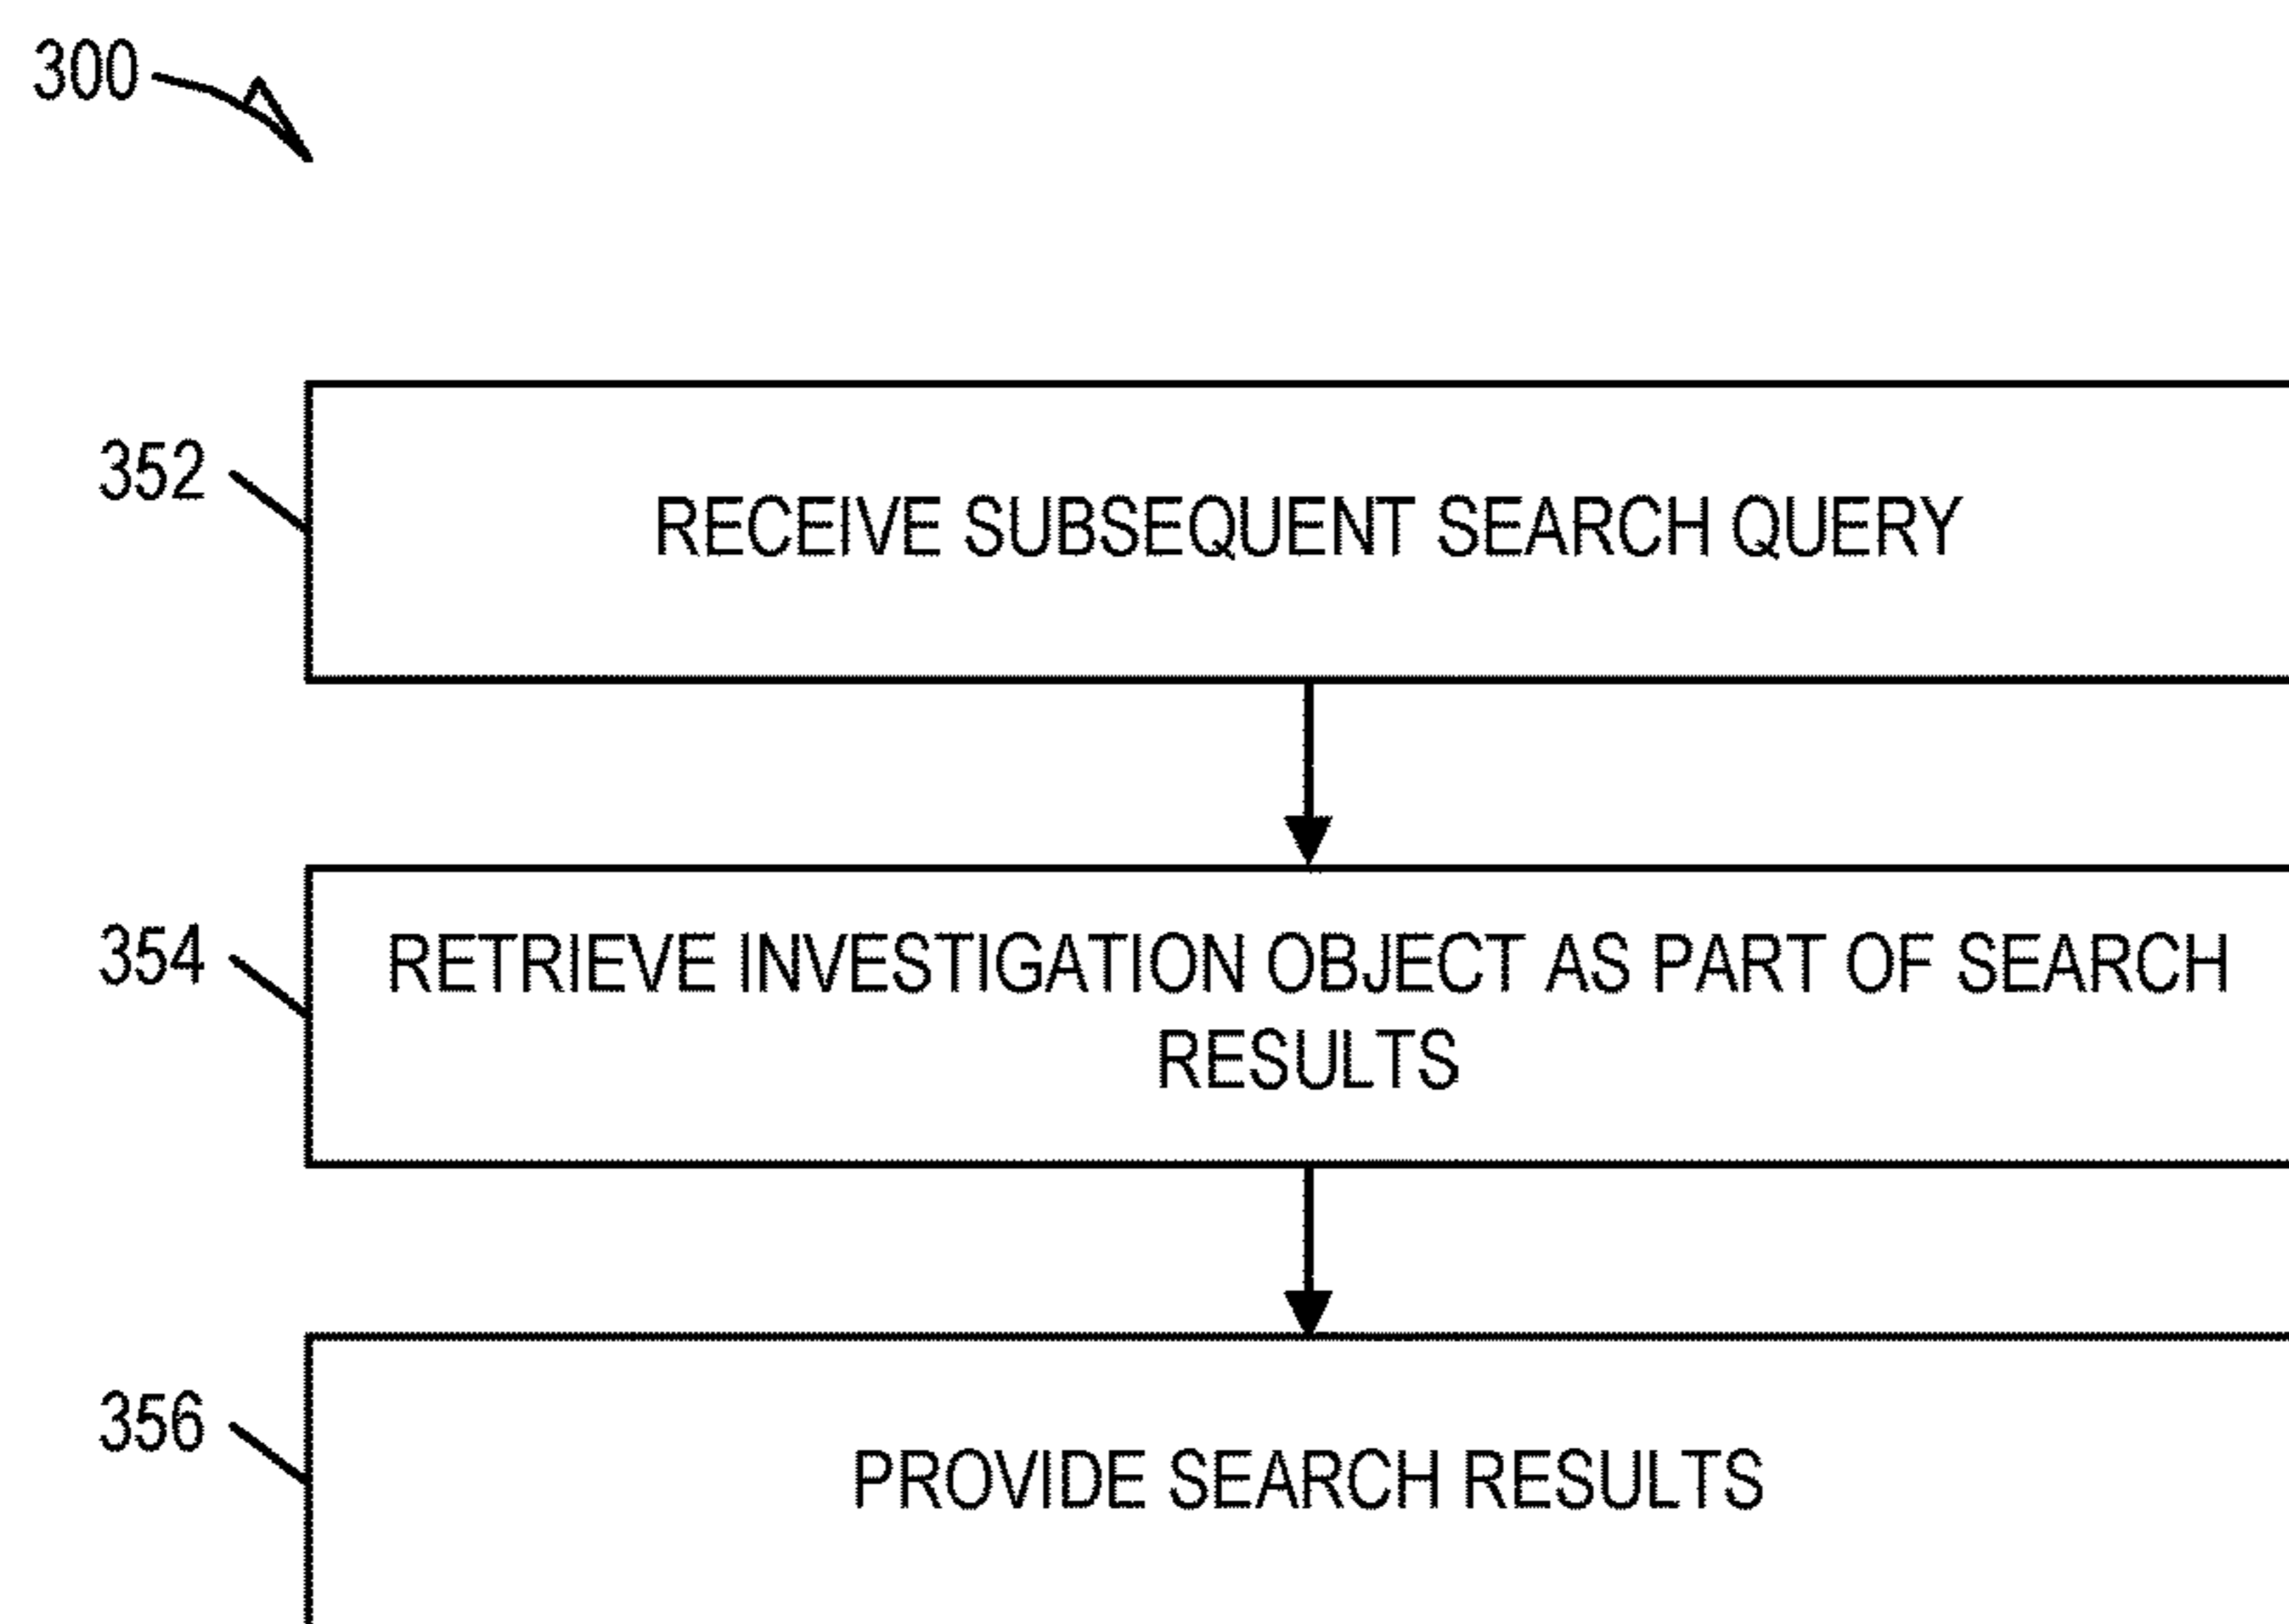 300
352
RECEIVE SUBSEQUENT SEARCH QUERY
354
RETRIEVE INVESTIGATION OBJECT AS PART OF SEARCH
RESULTS
356
PROVIDE SEARCH RESULTS